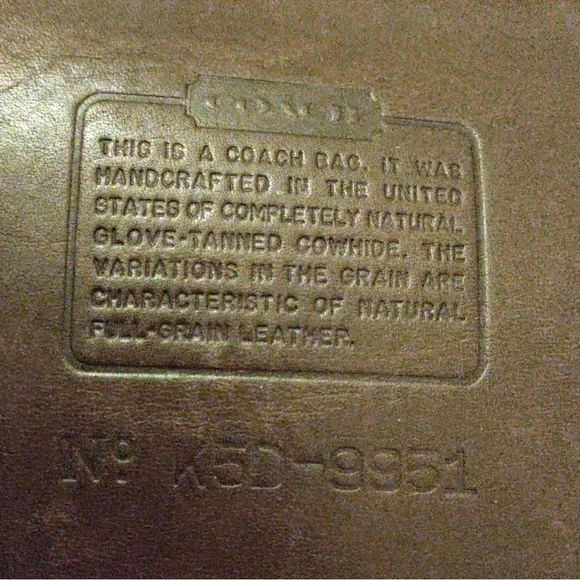 COACH
THIS IS A COACH BAG. IT WAS
HANDCRAFTED IN THE UNITED
STATES OF COMPLETELY NATURAL
GLOVE-TANNED COWHIDE. THE
VARIATIONS IN THE GRAIN ARE
CHARACTERISTIC OF NATURAL
FULL-GRAIN LEATHER.
Nº K5D-9951